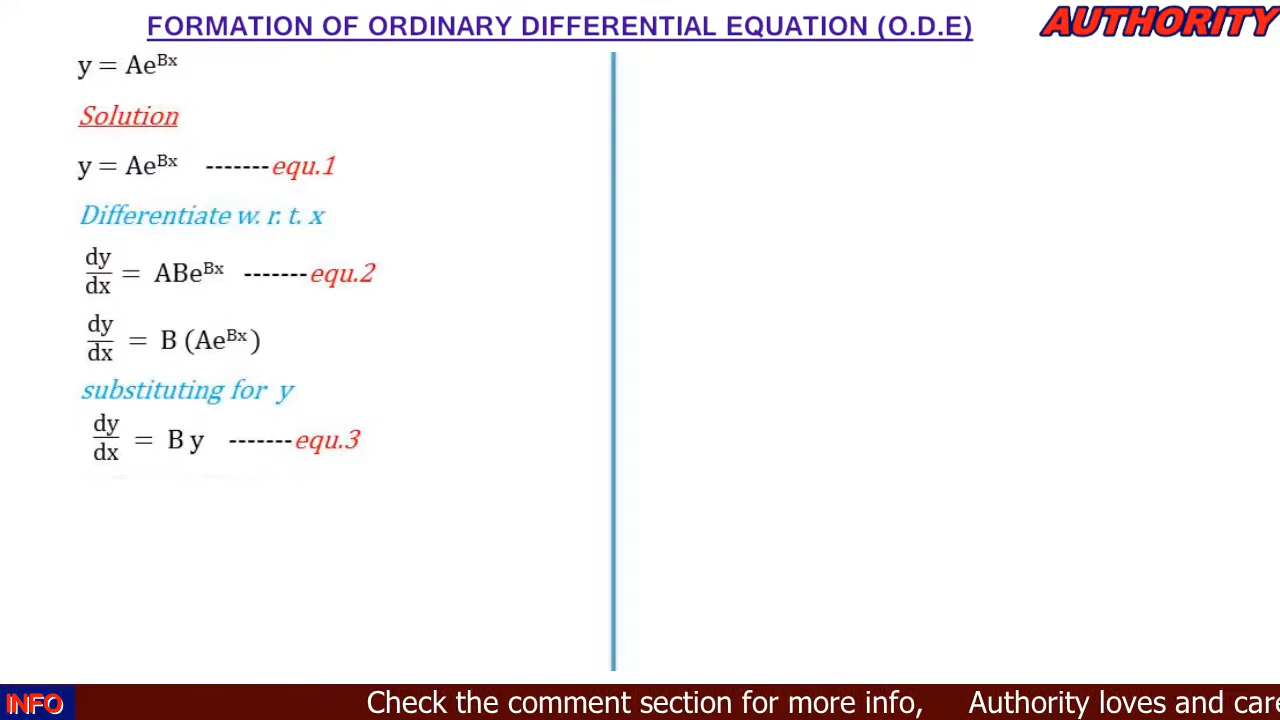 FORMATION OF ORDINARY DIFFERENTIAL EQUATION (O.D.E)
AUTHORITY
y = Ae^{Bx}
Solution
y = Ae^{Bx} -------equ.1
Differentiate w. r. t. x
dy/dx = ABe^{Bx} -------equ.2
dy/dx = B (Ae^{Bx})
substituting for y
dy/dx = B y -------equ.3
INFO
Check the comment section for more info, Authority loves and care